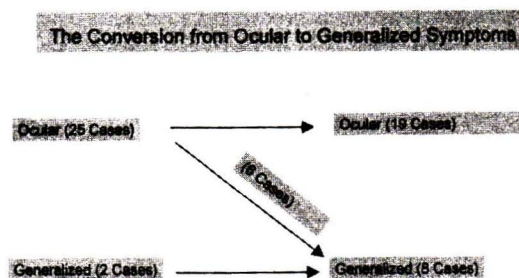 The Conversion from Ocular to Generalized Symptoms
Ocular (25 Cases)
Ocular (19 Cases)
(6 Cases)
Generalized (2 Cases)
Generalized (8 Cases)